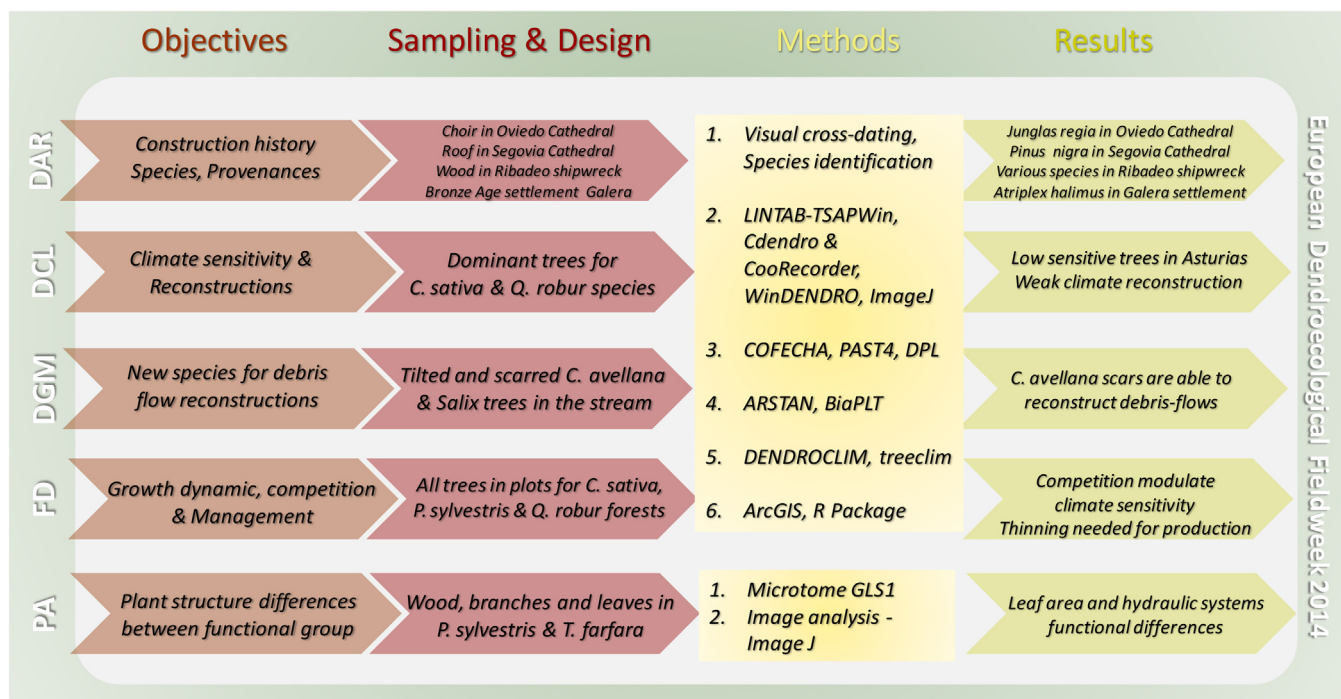 Objectives
Sampling & Design
Methods
Results
DAR
Construction history
Species, Provenances
Choir in Oviedo Cathedral
Roof in Segovia Cathedral
Wood in Ribadeo shipwreck
Bronze Age settlement Galera
1. Visual cross-dating,
Species identification
2. LINTAB-TSAPWin,
Cdendro &
CooRecorder,
WinDENDRO, ImageJ
3. COFECHA, PAST4, DPL
4. ARSTAN, BiaPLT
5. DENDROCLIM, treeclim
6. ArcGIS, R Package
Junglas regia in Oviedo Cathedral
Pinus nigra in Segovia Cathedral
Various species in Ribadeo shipwreck
Atriplex halimus in Galera settlement
DCL
Climate sensitivity &
Reconstructions
Dominant trees for
C. sativa & Q. robur species
Low sensitive trees in Asturias
Weak climate reconstruction
DGM
New species for debris
flow reconstructions
Tilted and scarred C. avellana
& Salix trees in the stream
C. avellana scars are able to
reconstruct debris-flows
FD
Growth dynamic, competition
& Management
All trees in plots for C. sativa,
P. sylvestris & Q. robur forests
Competition modulate
climate sensitivity
Thinning needed for production
PA
Plant structure differences
between functional group
Wood, branches and leaves in
P. sylvestris & T. farfara
1. Microtome GLS1
2. Image analysis -
Image J
Leaf area and hydraulic systems
functional differences
European Dendroecological Fieldweek 2014